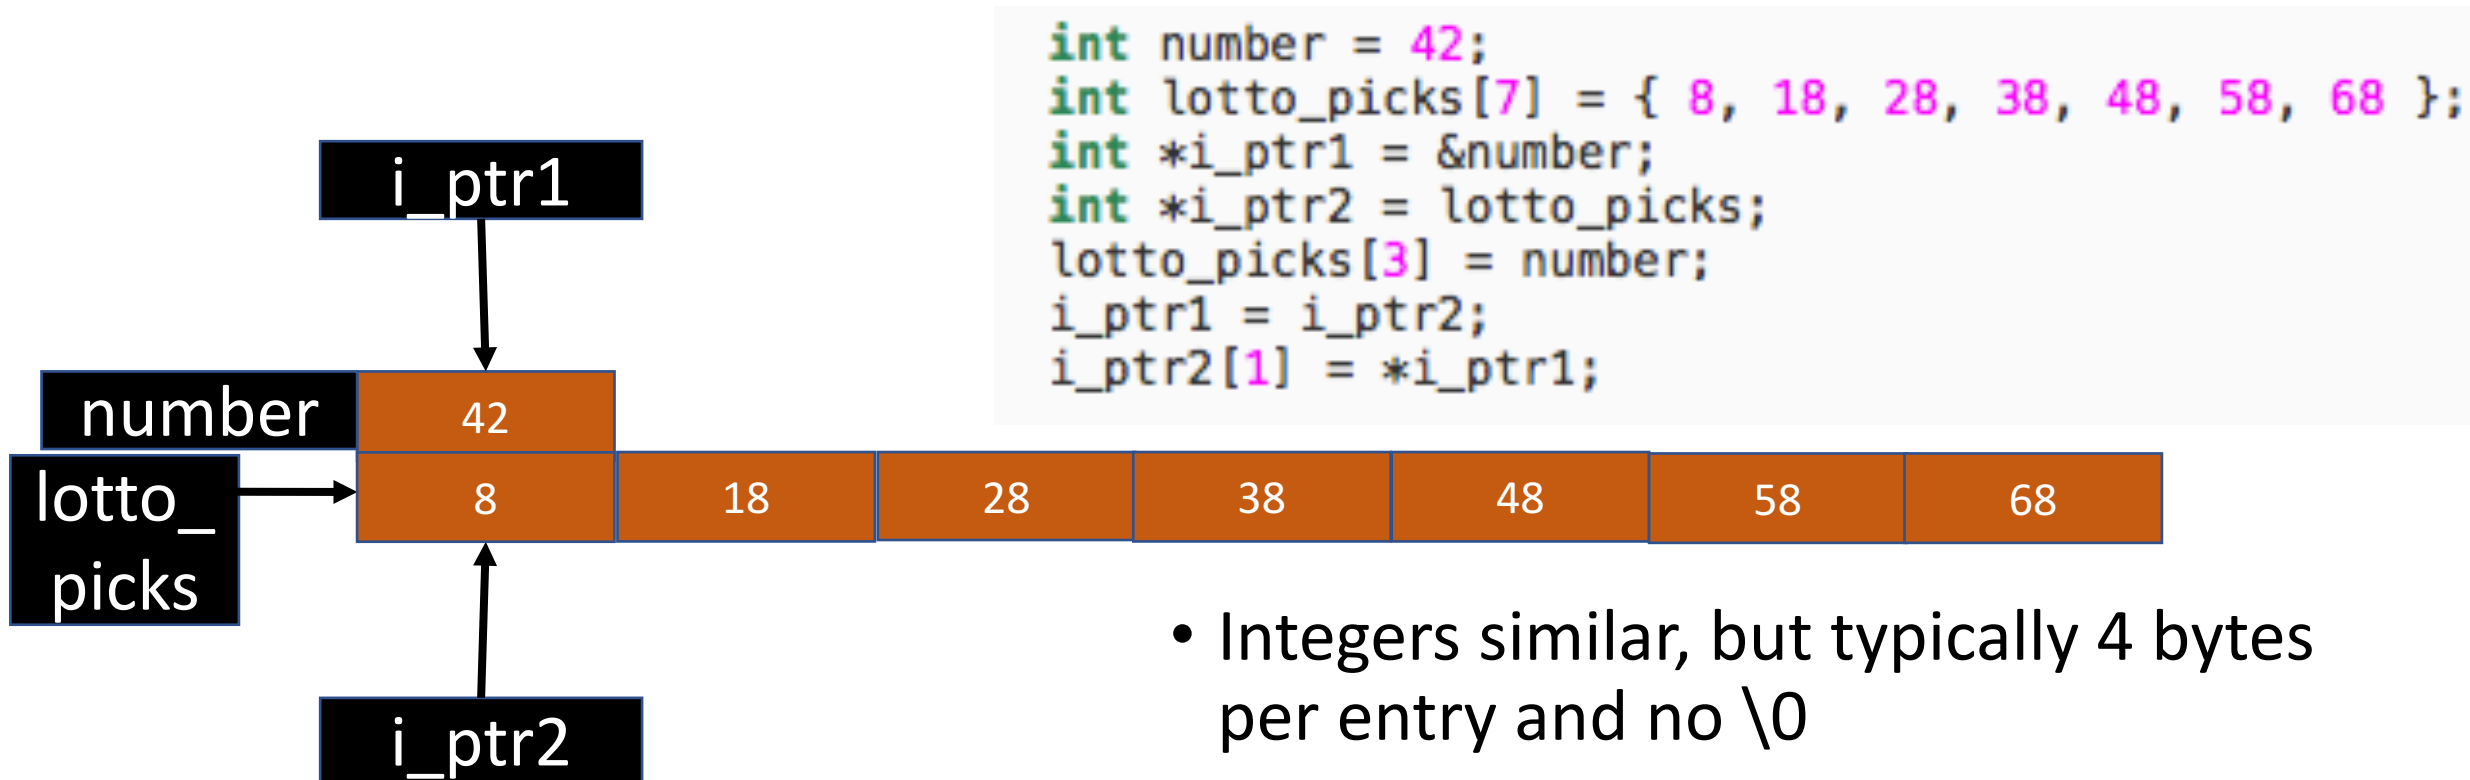 int number = 42;
int lotto_picks[7] = { 8, 18, 28, 38, 48, 58, 68 };
int *i_ptr1 = &number;
int *i_ptr2 = lotto_picks;
lotto_picks[3] = number;
i_ptr1 = i_ptr2;
i_ptr2[1] = *i_ptr1;
i_ptr1
number 42
lotto_
picks
8 18 28 38 48 58 68
i_ptr2
• Integers similar, but typically 4 bytes
per entry and no \0